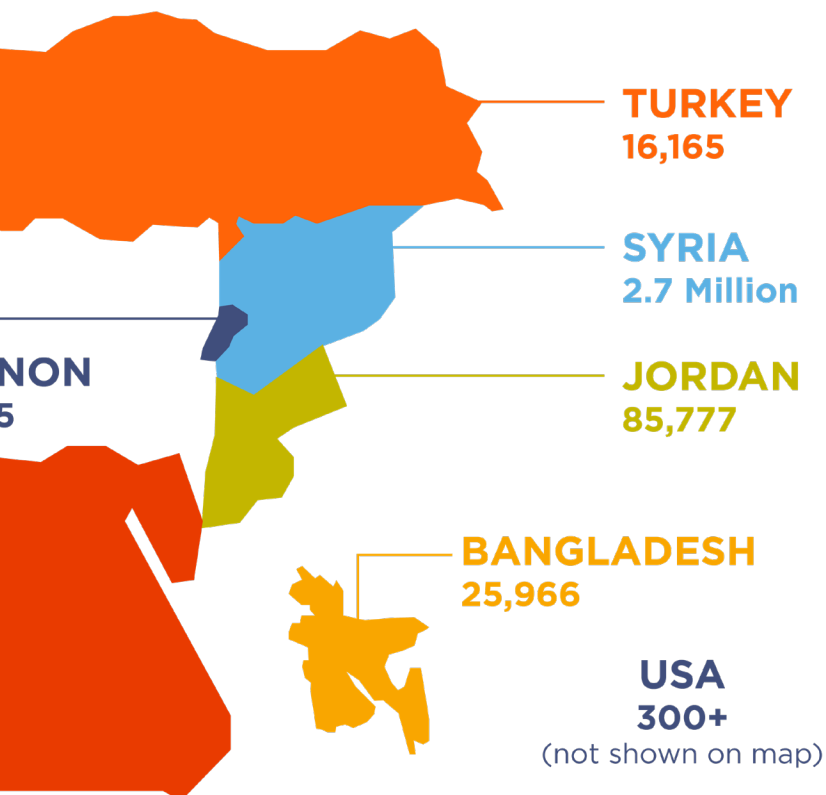 TURKEY
16,165
SYRIA
2.7 Million
NON
5
JORDAN
85,777
BANGLADESH
25,966
USA
300+
(not shown on map)